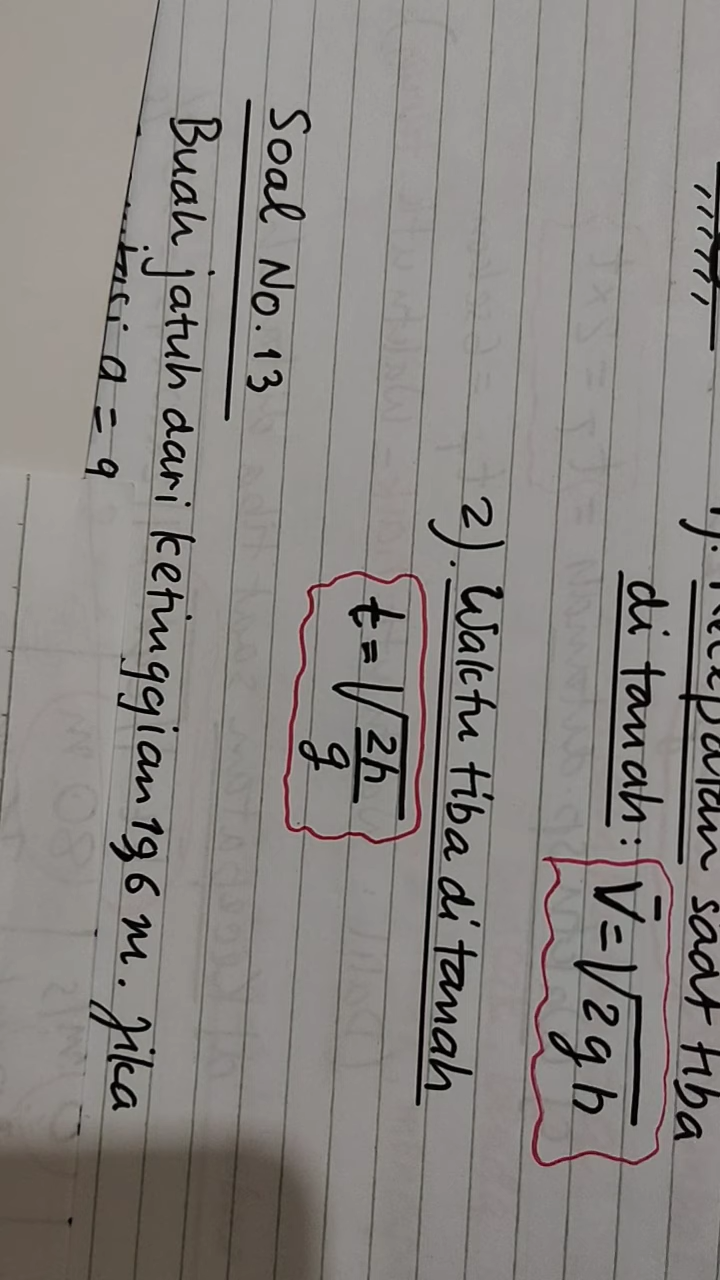 saat tiba
di tanah: V̄ = √2gh
2). Waktu tiba di tanah
t = √2h/g
Soal No. 13
Buah jatuh dari ketinggian 19,6 m. Jika
a = 9